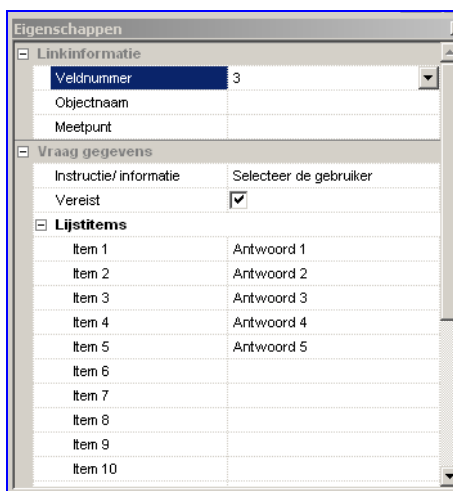 Eigenschappen
Linkinformatie
Veldnummer 3
Objectnaam
Meetpunt
Vraag gegevens
Instructie/ informatie Selecteer de gebruiker
Vereist
Lijstitems
Item 1 Antwoord 1
Item 2 Antwoord 2
Item 3 Antwoord 3
Item 4 Antwoord 4
Item 5 Antwoord 5
Item 6
Item 7
Item 8
Item 9
Item 10